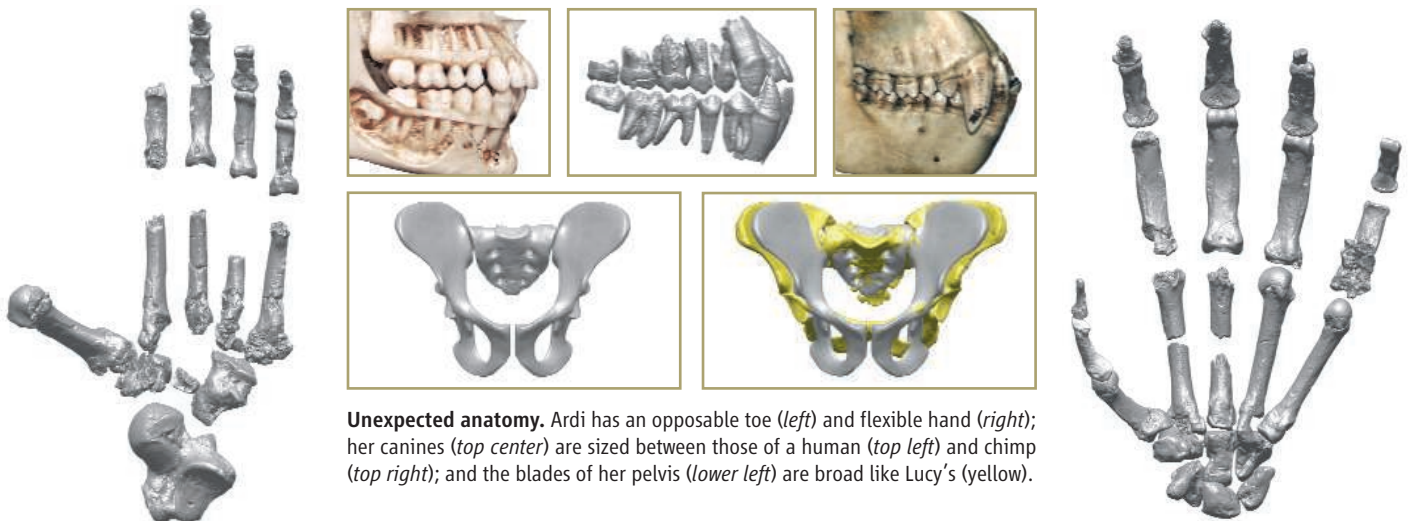 Unexpected anatomy. Ardi has an opposable toe (left) and flexible hand (right);
her canines (top center) are sized between those of a human (top left) and chimp
(top right); and the blades of her pelvis (lower left) are broad like Lucy’s (yellow).